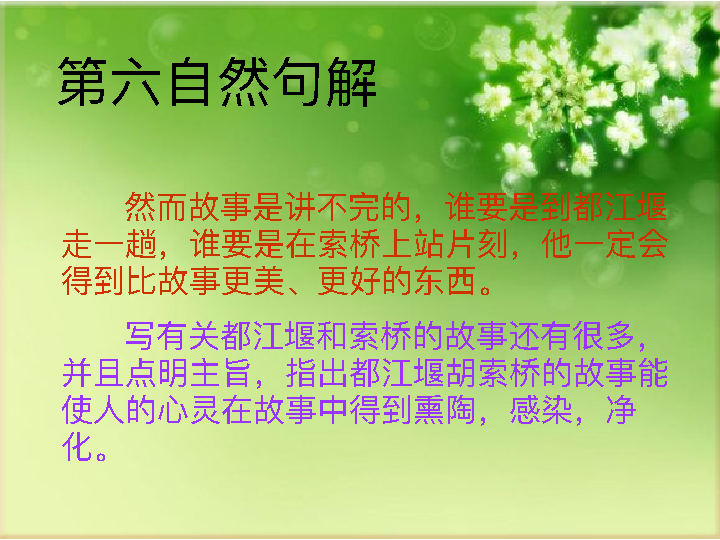 第六自然句解
然而故事是讲不完的，谁要是到都江堰
走一趟，谁要是在索桥上站片刻，他一定会
得到比故事更美、更好的东西。
写有关都江堰和索桥的故事还有很多，
并且点明主旨，指出都江堰胡索桥的故事能
使人的心灵在故事中得到熏陶，感染，净
化。